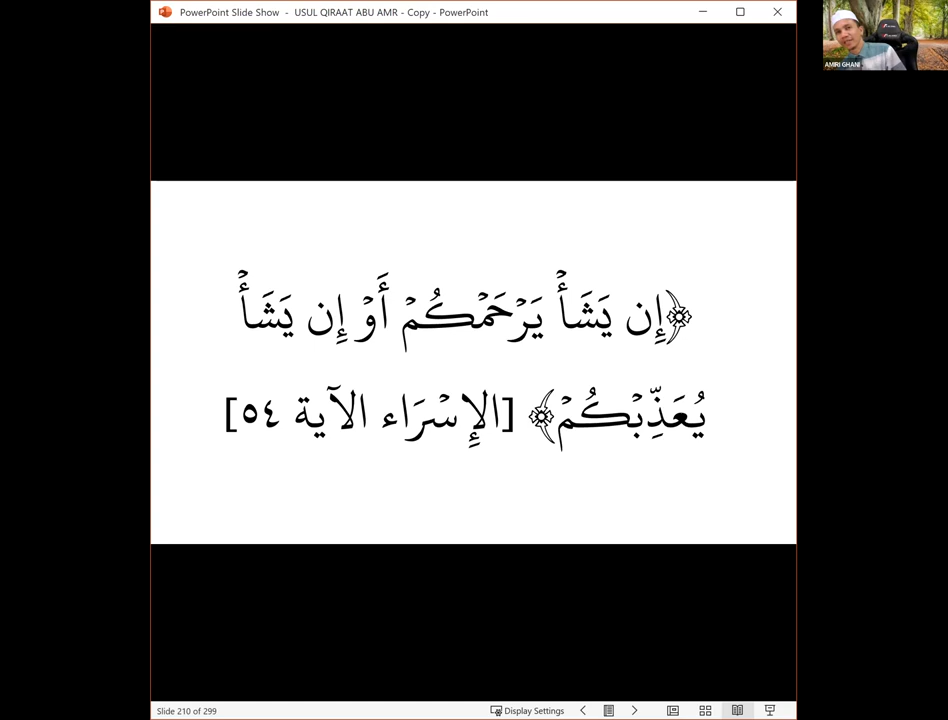 PowerPoint Slide Show - USUL QIRAAT ABU AMR - Copy - PowerPoint
AMIRI GHANI
﴿إِن يَشَأۡ يَرۡحَمۡكُمۡ أَوۡ إِن يَشَأۡ
يُعَذِّبۡكُمۡ﴾ [الإِسۡرَاء الآية ٥٤]
Slide 210 of 299
Display Settings